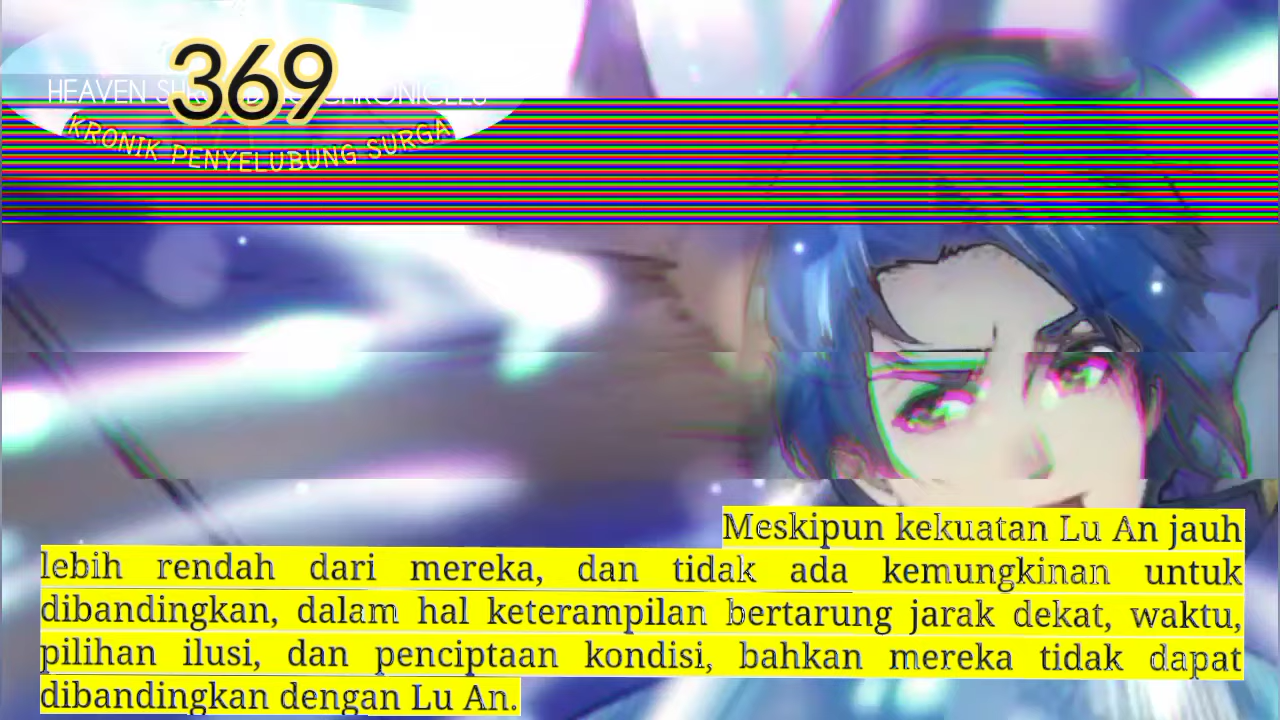 369
HEAVEN CHRONICLES
KRONIK PENYELUBUNG SURGA
Meskipun kekuatan Lu An jauh
lebih rendah dari mereka, dan tidak ada kemungkinan untuk
dibandingkan, dalam hal keterampilan bertarung jarak dekat, waktu,
pilihan ilusi, dan penciptaan kondisi, bahkan mereka tidak dapat
dibandingkan dengan Lu An.